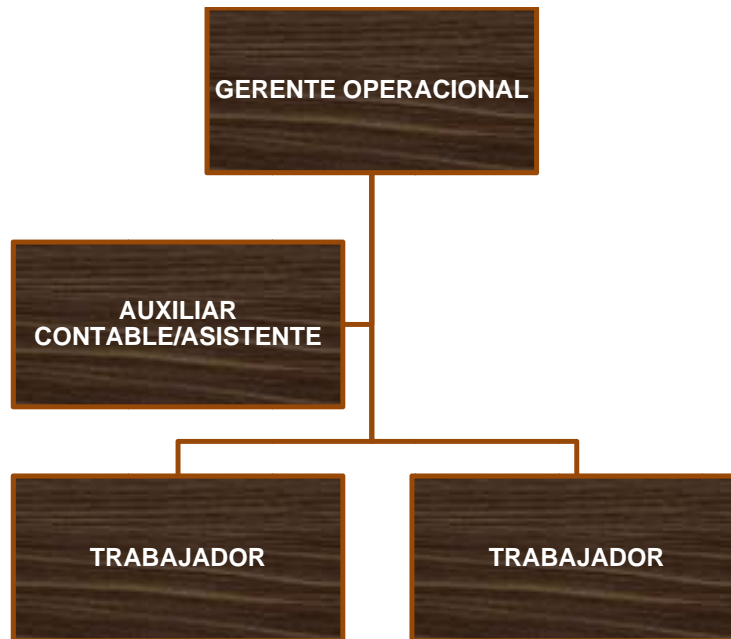 GERENTE OPERACIONAL
AUXILIAR
CONTABLE/ASISTENTE
TRABAJADOR
TRABAJADOR